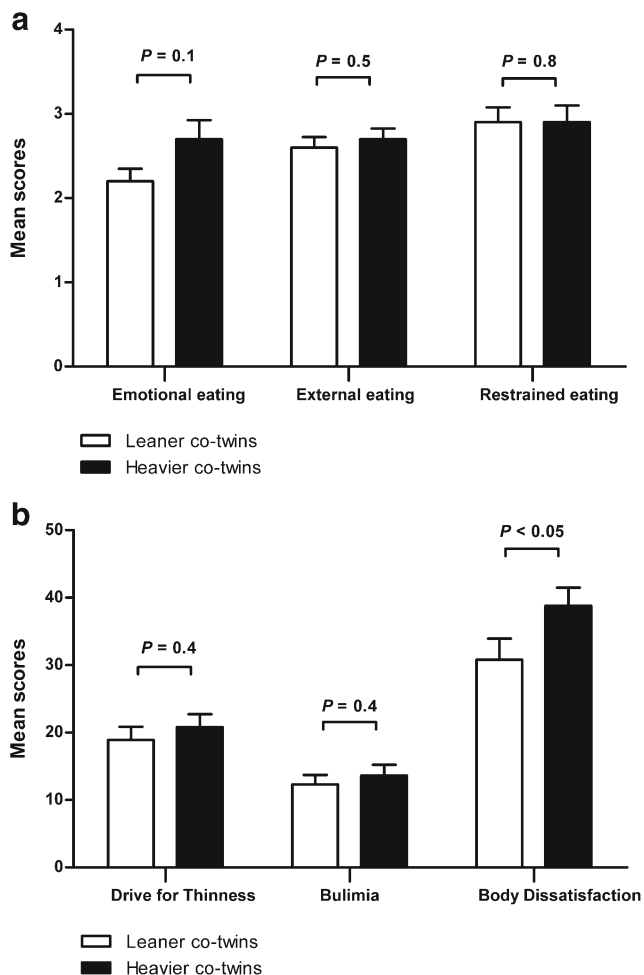 a
Mean scores
4
3
2
1
0
P = 0.1
P = 0.5
P = 0.8
Emotional eating
External eating
Restrained eating
Leaner co-twins
Heavier co-twins
b
Mean scores
50
40
30
20
10
0
P = 0.4
P = 0.4
P < 0.05
Drive for Thinness
Bulimia
Body Dissatisfaction
Leaner co-twins
Heavier co-twins